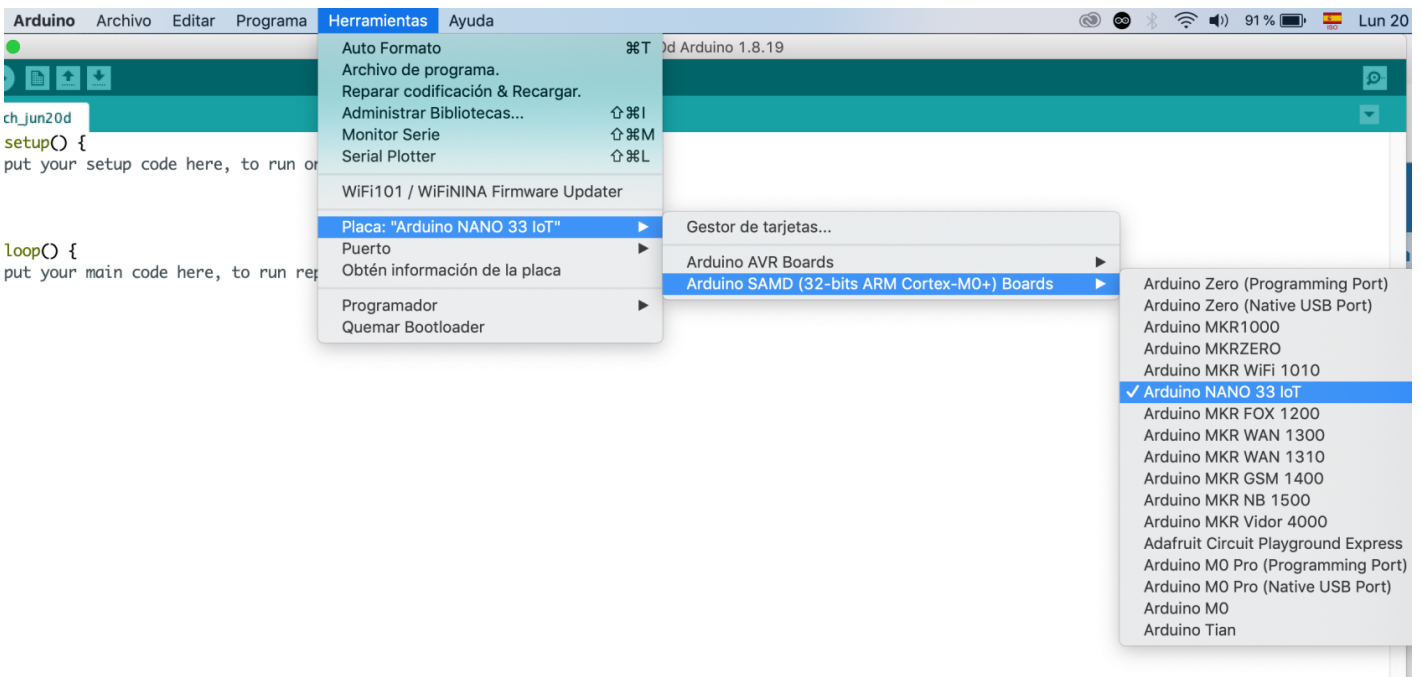 Arduino Archivo Editar Programa Herramientas Ayuda 91 % ISO Lun 20
d Arduino 1.8.19
ch_jun20d
setup() {
put your setup code here, to run
loop() {
put your main code here, to run
Auto Formato ⌘T
Archivo de programa.
Reparar codificación & Recargar.
Administrar Bibliotecas... ⇧⌘I
Monitor Serie ⇧⌘M
Serial Plotter ⇧⌘L
WiFi101 / WiFiNINA Firmware Updater
Placa: "Arduino NANO 33 IoT"
Puerto
Obtén información de la placa
Programador
Quemar Bootloader
Gestor de tarjetas...
Arduino AVR Boards
Arduino SAMD (32-bits ARM Cortex-M0+) Boards
Arduino Zero (Programming Port)
Arduino Zero (Native USB Port)
Arduino MKR1000
Arduino MKRZERO
Arduino MKR WiFi 1010
✓ Arduino NANO 33 IoT
Arduino MKR FOX 1200
Arduino MKR WAN 1300
Arduino MKR WAN 1310
Arduino MKR GSM 1400
Arduino MKR NB 1500
Arduino MKR Vidor 4000
Adafruit Circuit Playground Express
Arduino M0 Pro (Programming Port)
Arduino M0 Pro (Native USB Port)
Arduino M0
Arduino Tian